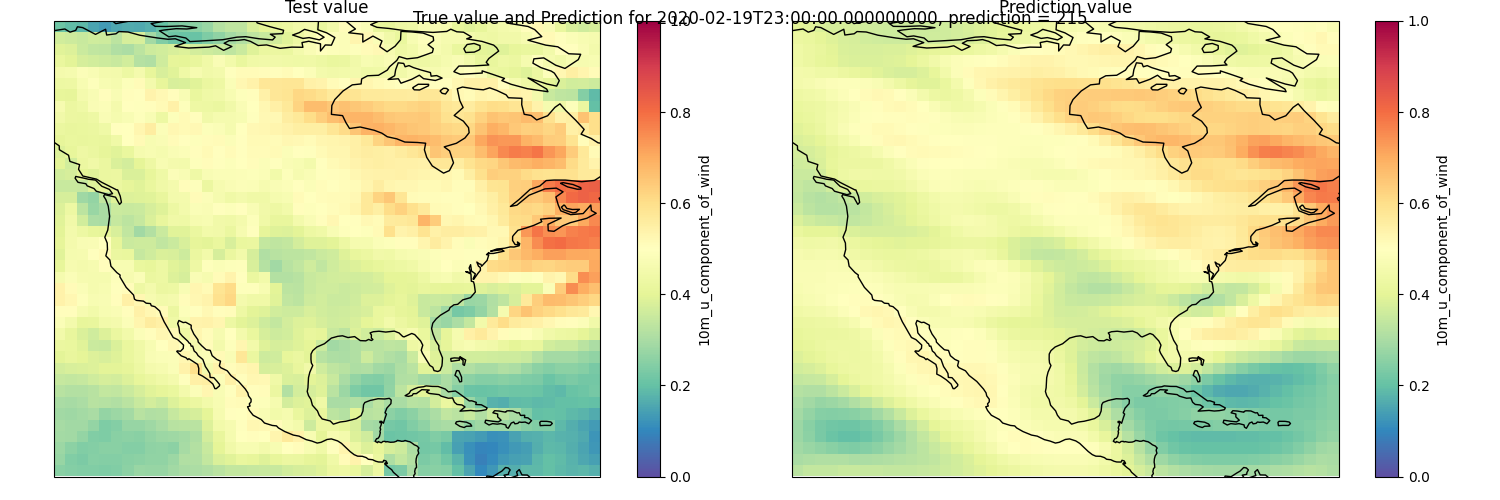 True value and Prediction for 2020-02-19T23:00:00.000000000, prediction = 215
Test value
1.0
0.8
0.6
0.4
0.2
0.0
10m_u_component_of_wind
Prediction value
1.0
0.8
0.6
0.4
0.2
0.0
10m_u_component_of_wind